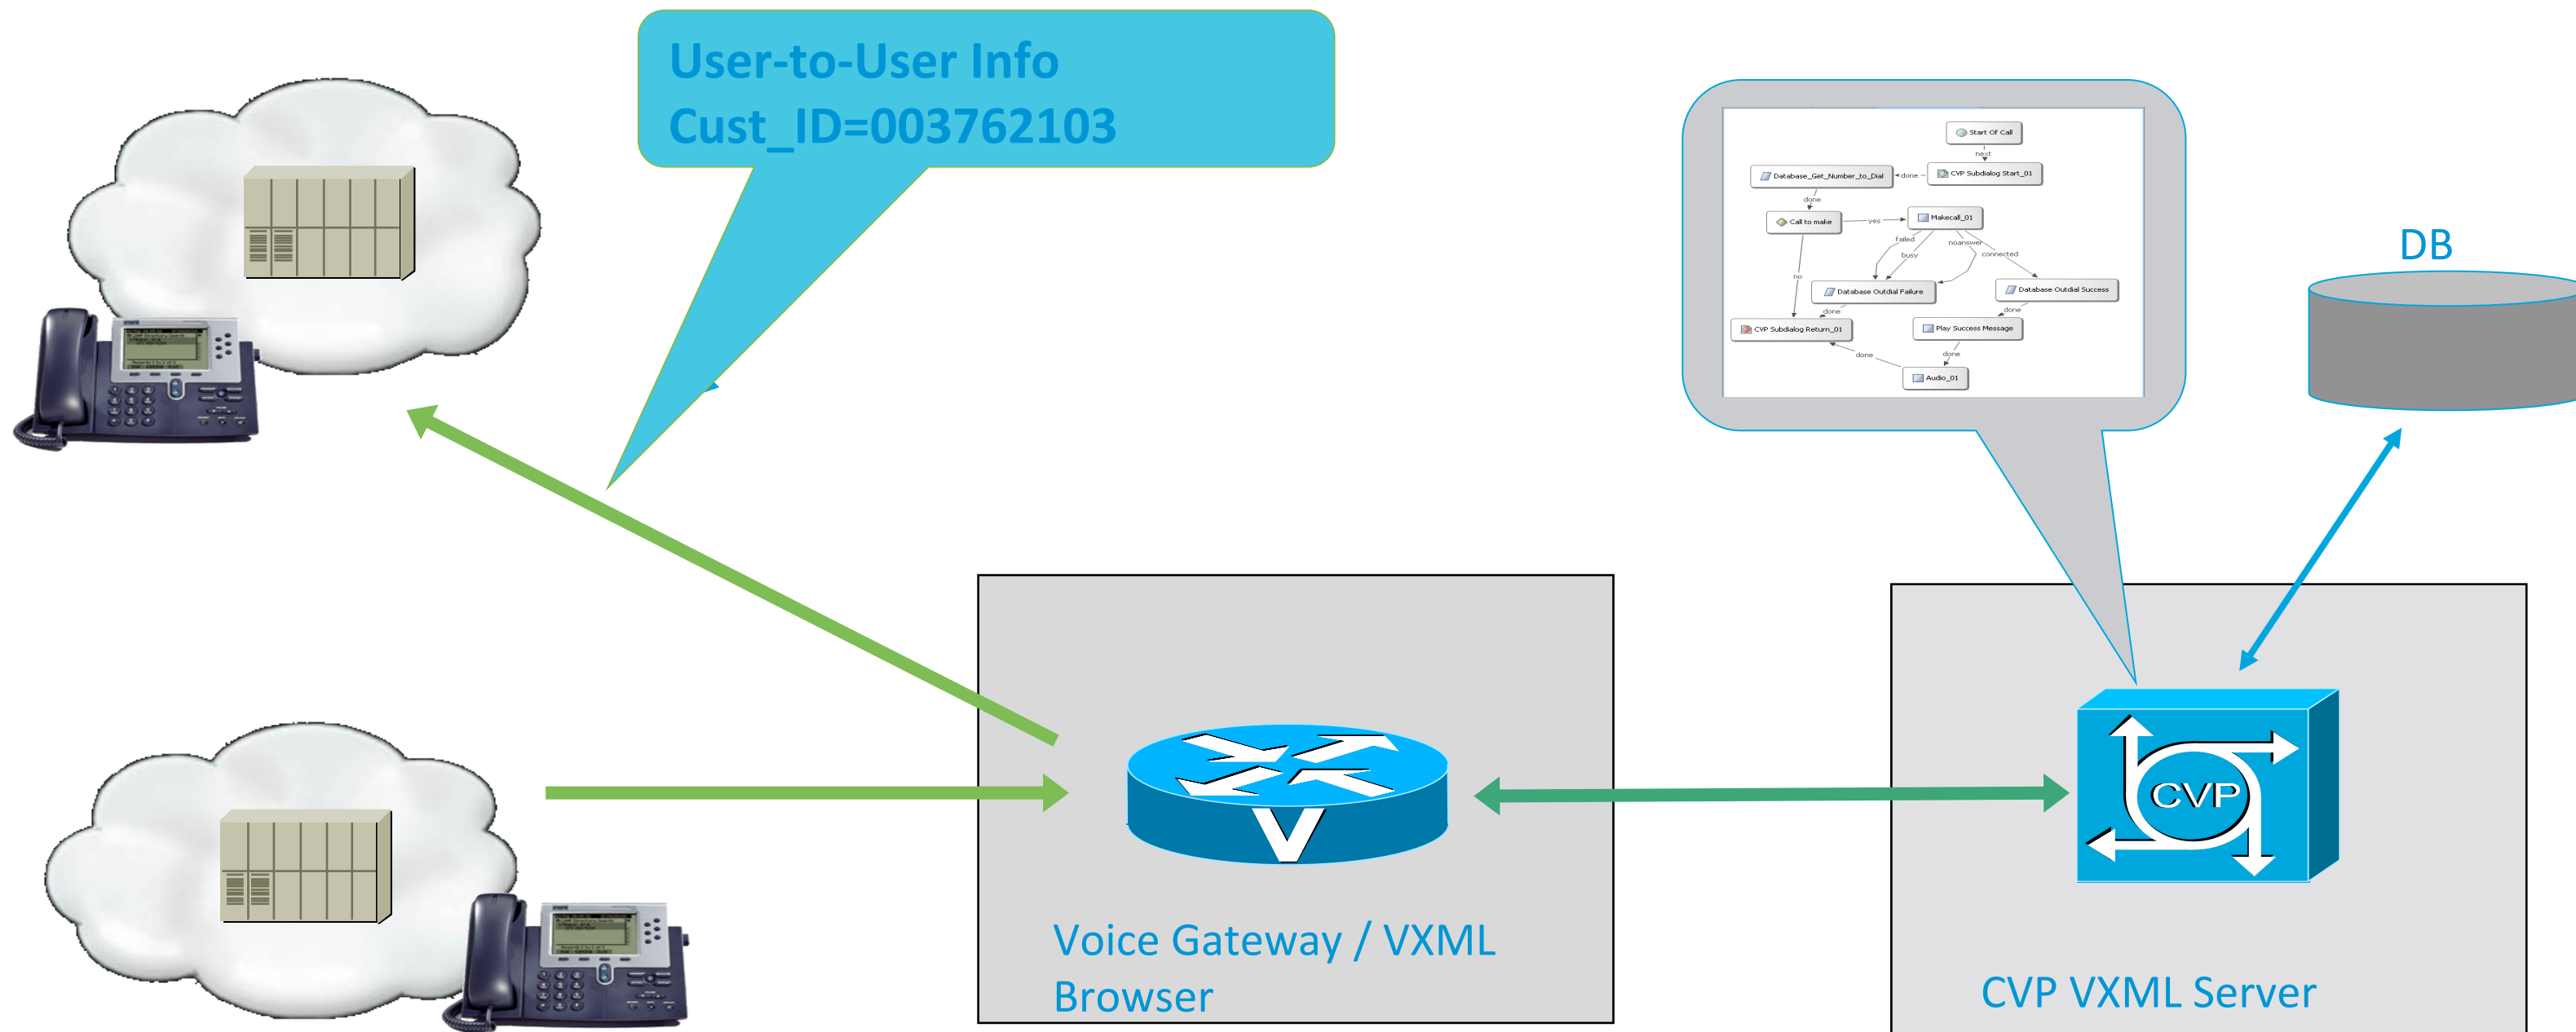 User-to-User Info
Cust_ID=003762103
Start Of Call
next
Database_Get_Number_to_Dial
done
CVP Subdialog Start_01
done
Call to make
yes
Makecall_01
failed
noanswer
busy
connected
no
Database Outdial Failure
Database Outdial Success
done
done
CVP Subdialog Return_01
Play Success Message
done
done
Audio_01
DB
CVP
V
Voice Gateway / VXML
Browser
CVP VXML Server